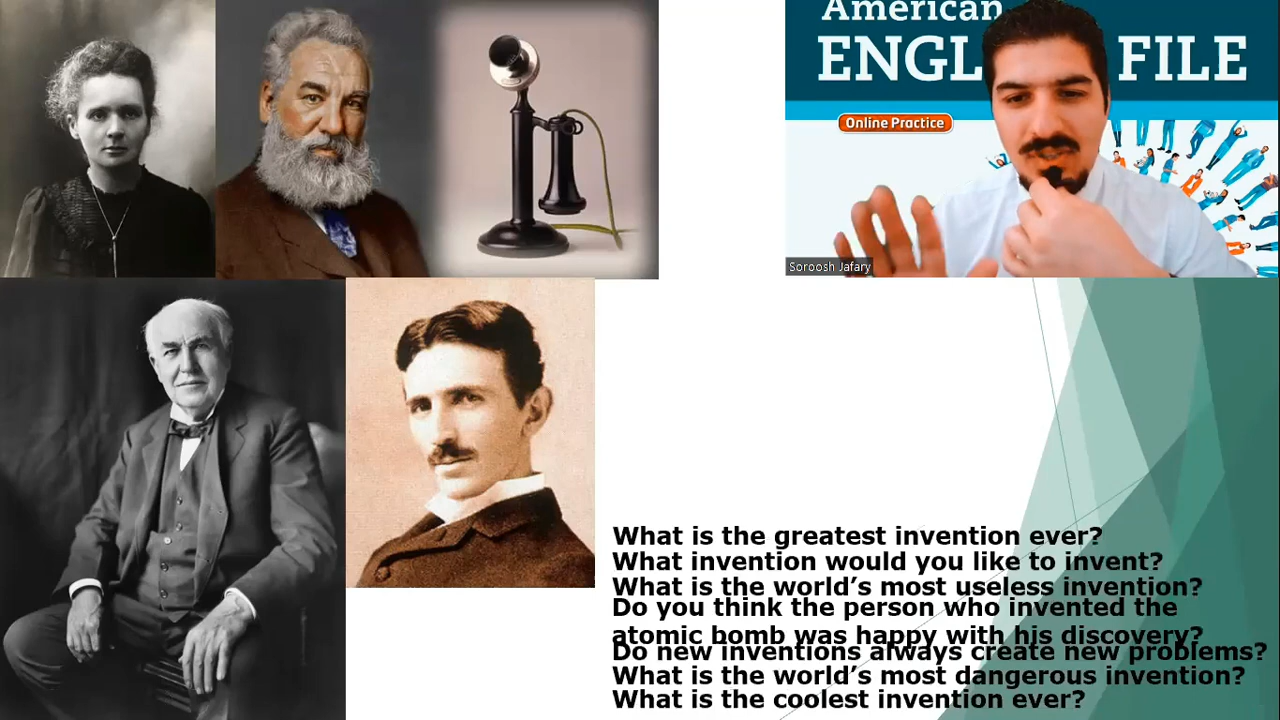 American
ENGL FILE
Online Practice
Soroosh Jafary
What is the greatest invention ever?
What invention would you like to invent?
What is the world’s most useless invention?
Do you think the person who invented the
atomic bomb was happy with his discovery?
Do new inventions always create new problems?
What is the world’s most dangerous invention?
What is the coolest invention ever?